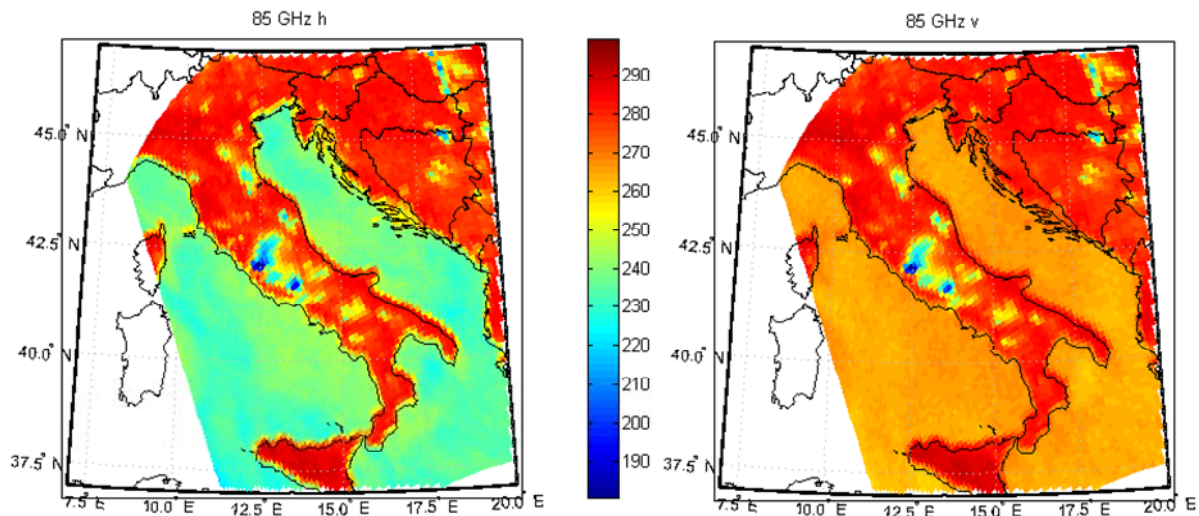 85 GHz h
85 GHz v
45.0° N
42.5° N
40.0° N
37.5° N
7.5° E
10.0° E
12.5° E
15.0° E
17.5° E
20.0° E
290
280
270
260
250
240
230
220
210
200
190
45.0° N
42.5° N
40.0° N
37.5° N
7.5° E
10.0° E
12.5° E
15.0° E
17.5° E
20.0° E